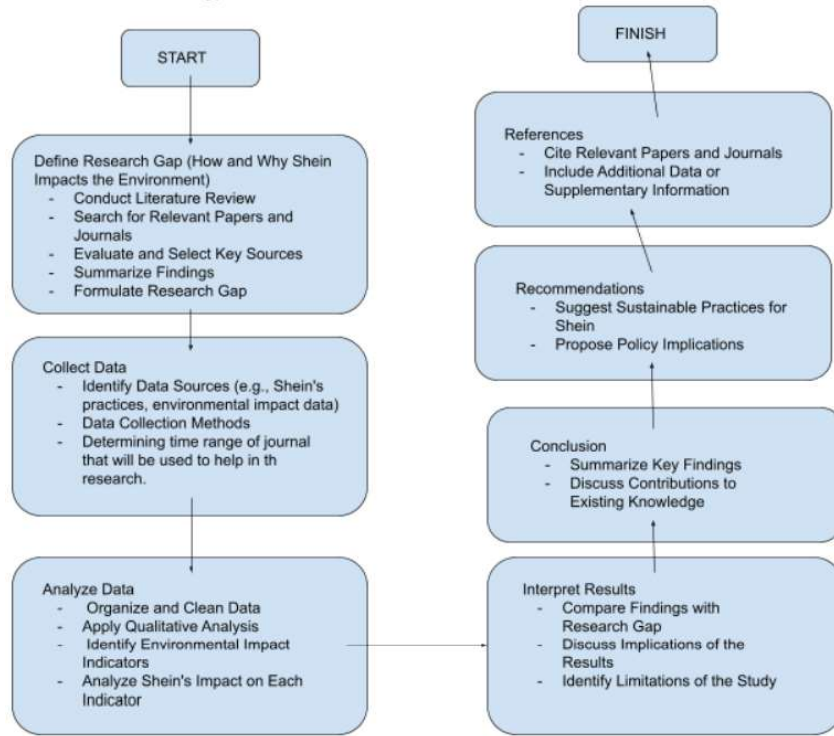 START
Define Research Gap (How and Why Shein
Impacts the Environment)
- Conduct Literature Review
- Search for Relevant Papers and
Journals
- Evaluate and Select Key Sources
- Summarize Findings
- Formulate Research Gap
Collect Data
- Identify Data Sources (e.g., Shein's
practices, environmental impact data)
- Data Collection Methods
- Determining time range of journal
that will be used to help in th
research.
Analyze Data
- Organize and Clean Data
- Apply Qualitative Analysis
- Identify Environmental Impact
Indicators
- Analyze Shein's Impact on Each
Indicator
Interpret Results
- Compare Findings with
Research Gap
- Discuss Implications of the
Results
- Identify Limitations of the Study
Conclusion
- Summarize Key Findings
- Discuss Contributions to
Existing Knowledge
Recommendations
- Suggest Sustainable Practices for
Shein
- Propose Policy Implications
References
- Cite Relevant Papers and Journals
- Include Additional Data or
Supplementary Information
FINISH